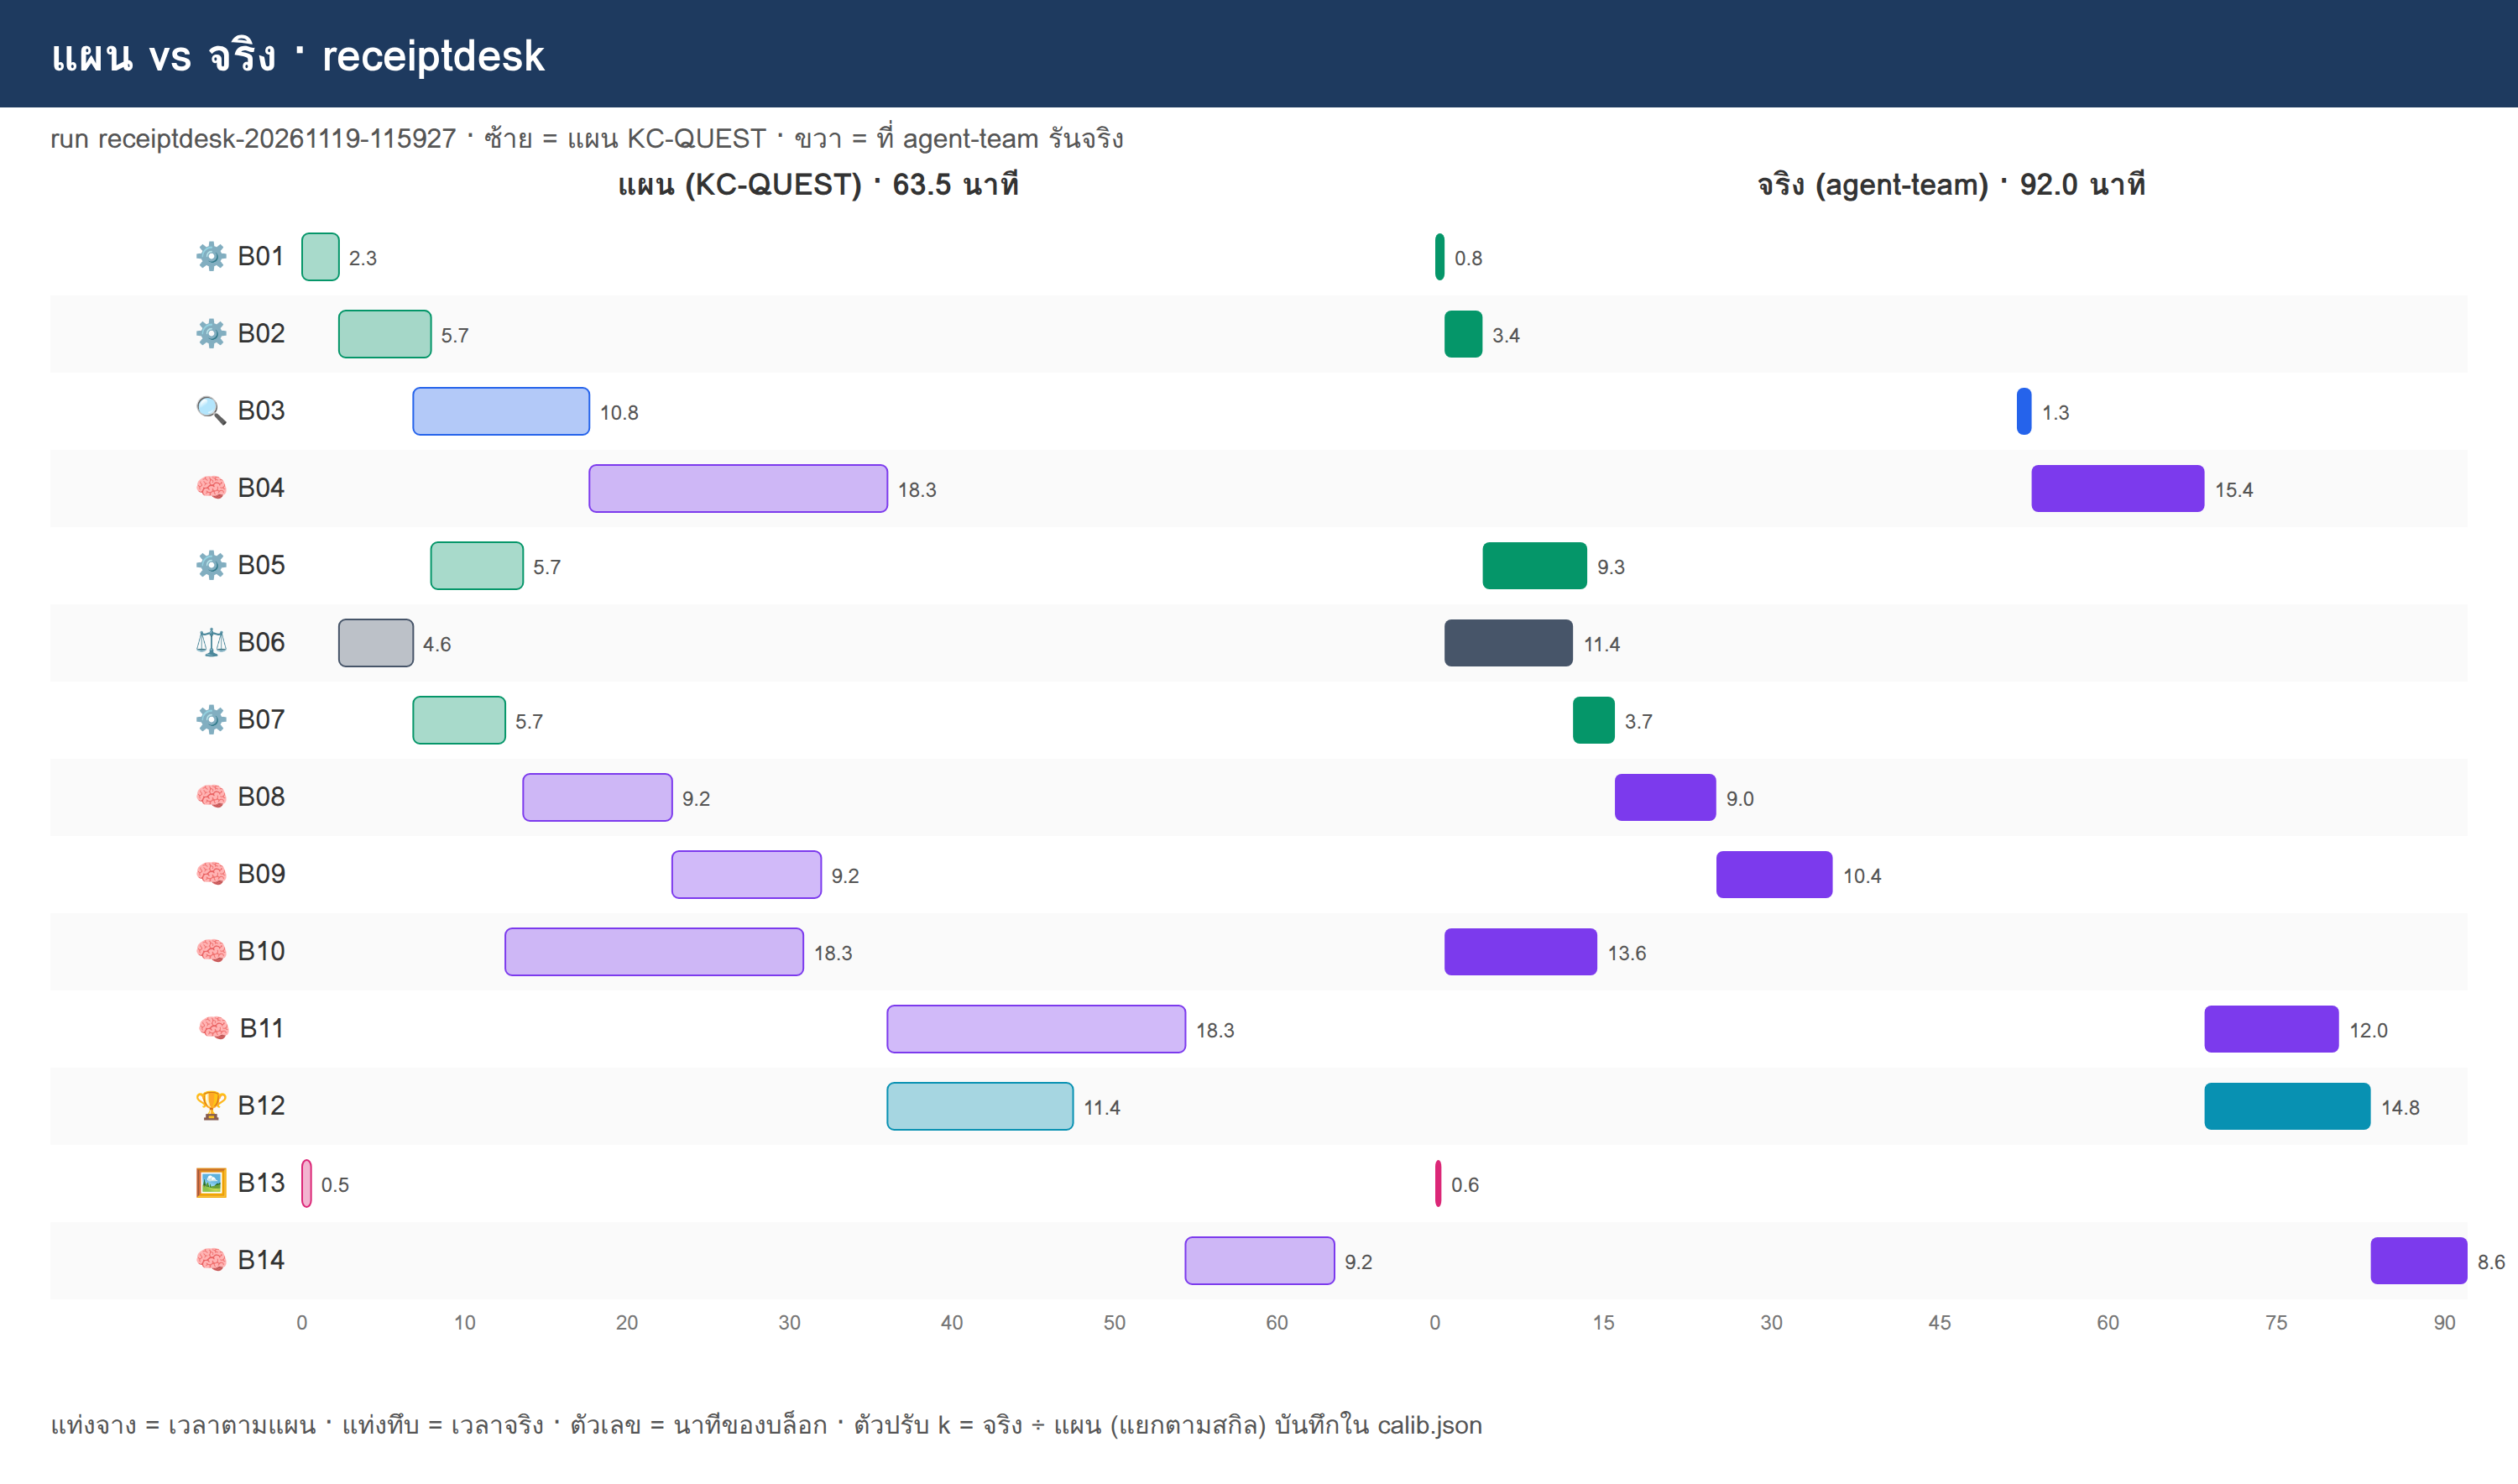 แผน vs จริง · receiptdesk
run receiptdesk-20261119-115927 · ซ้าย = แผน KC-QUEST · ขวา = ที่ agent-team รันจริง
แผน (KC-QUEST) · 63.5 นาที
จริง (agent-team) · 92.0 นาที
B01 2.3 0.8
B02 5.7 3.4
B03 10.8 1.3
B04 18.3 15.4
B05 5.7 9.3
B06 4.6 11.4
B07 5.7 3.7
B08 9.2 9.0
B09 9.2 10.4
B10 18.3 13.6
B11 18.3 12.0
B12 11.4 14.8
B13 0.5 0.6
B14 9.2 8.6
0 10 20 30 40 50 60 0 15 30 45 60 75 90
แท่งจาง = เวลาตามแผน · แท่งทึบ = เวลาจริง · ตัวเลข = นาทีของบล็อก · ตัวปรับ k = จริง ÷ แผน (แยกตามสกิล) บันทึกใน calib.json